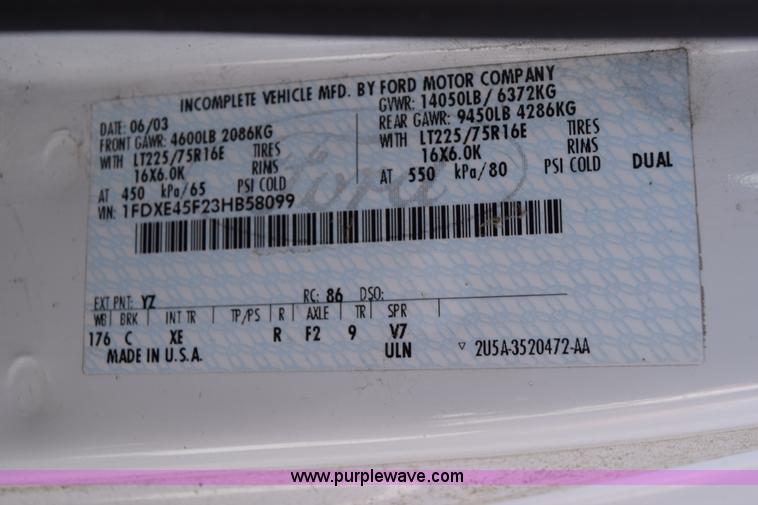 INCOMPLETE VEHICLE MFD. BY FORD MOTOR COMPANY
DATE: 06/03 GVWR: 14050LB/ 6372KG
FRONT GAWR: 4600LB 2086KG REAR GAWR: 9450LB 4286KG
WITH LT225/75R16E TIRES WITH LT225/75R16E TIRES
16X6.0K RIMS 16X6.0K RIMS DUAL
AT 450 kPa/65 PSI COLD AT 550 kPa/80 PSI COLD
VIN: 1FDXE45F23HB58099
Ford
EXT PNT: YZ RC: 86 DSO:
WB BRK INT TR TP/PS R AXLE TR SPR
176 C XE R F2 9 V7
MADE IN U.S.A. ULN ▽ 2U5A-3520472-AA
www.purplewave.com